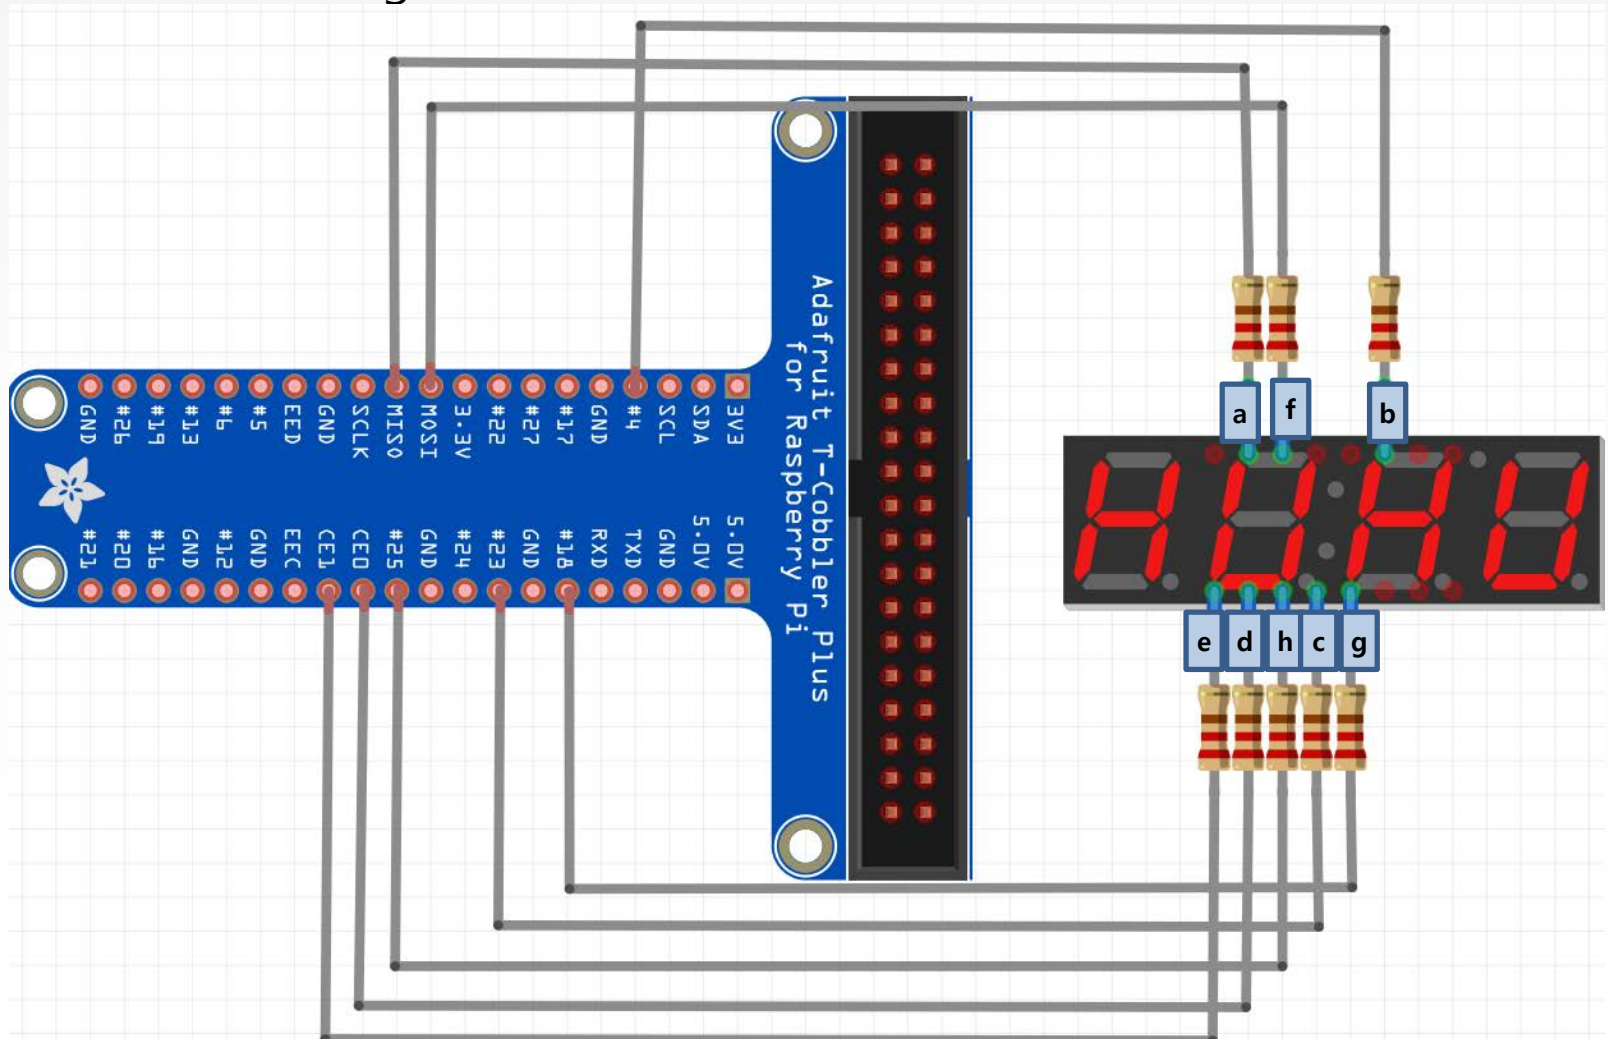 GND #26 #19 #13 #6 #5 EED GND SCLK MISO MOSI 3.3V #22 #27 #17 GND #4 SCL SDA 3V3
Adafruit T-Cobbler Plus
for Raspberry Pi
a f b
#21 #20 #16 GND #12 GND EEC CE1 CE0 #25 GND #24 #23 GND #18 RXD TXD GND 5.0V 5.0V
e d h c g